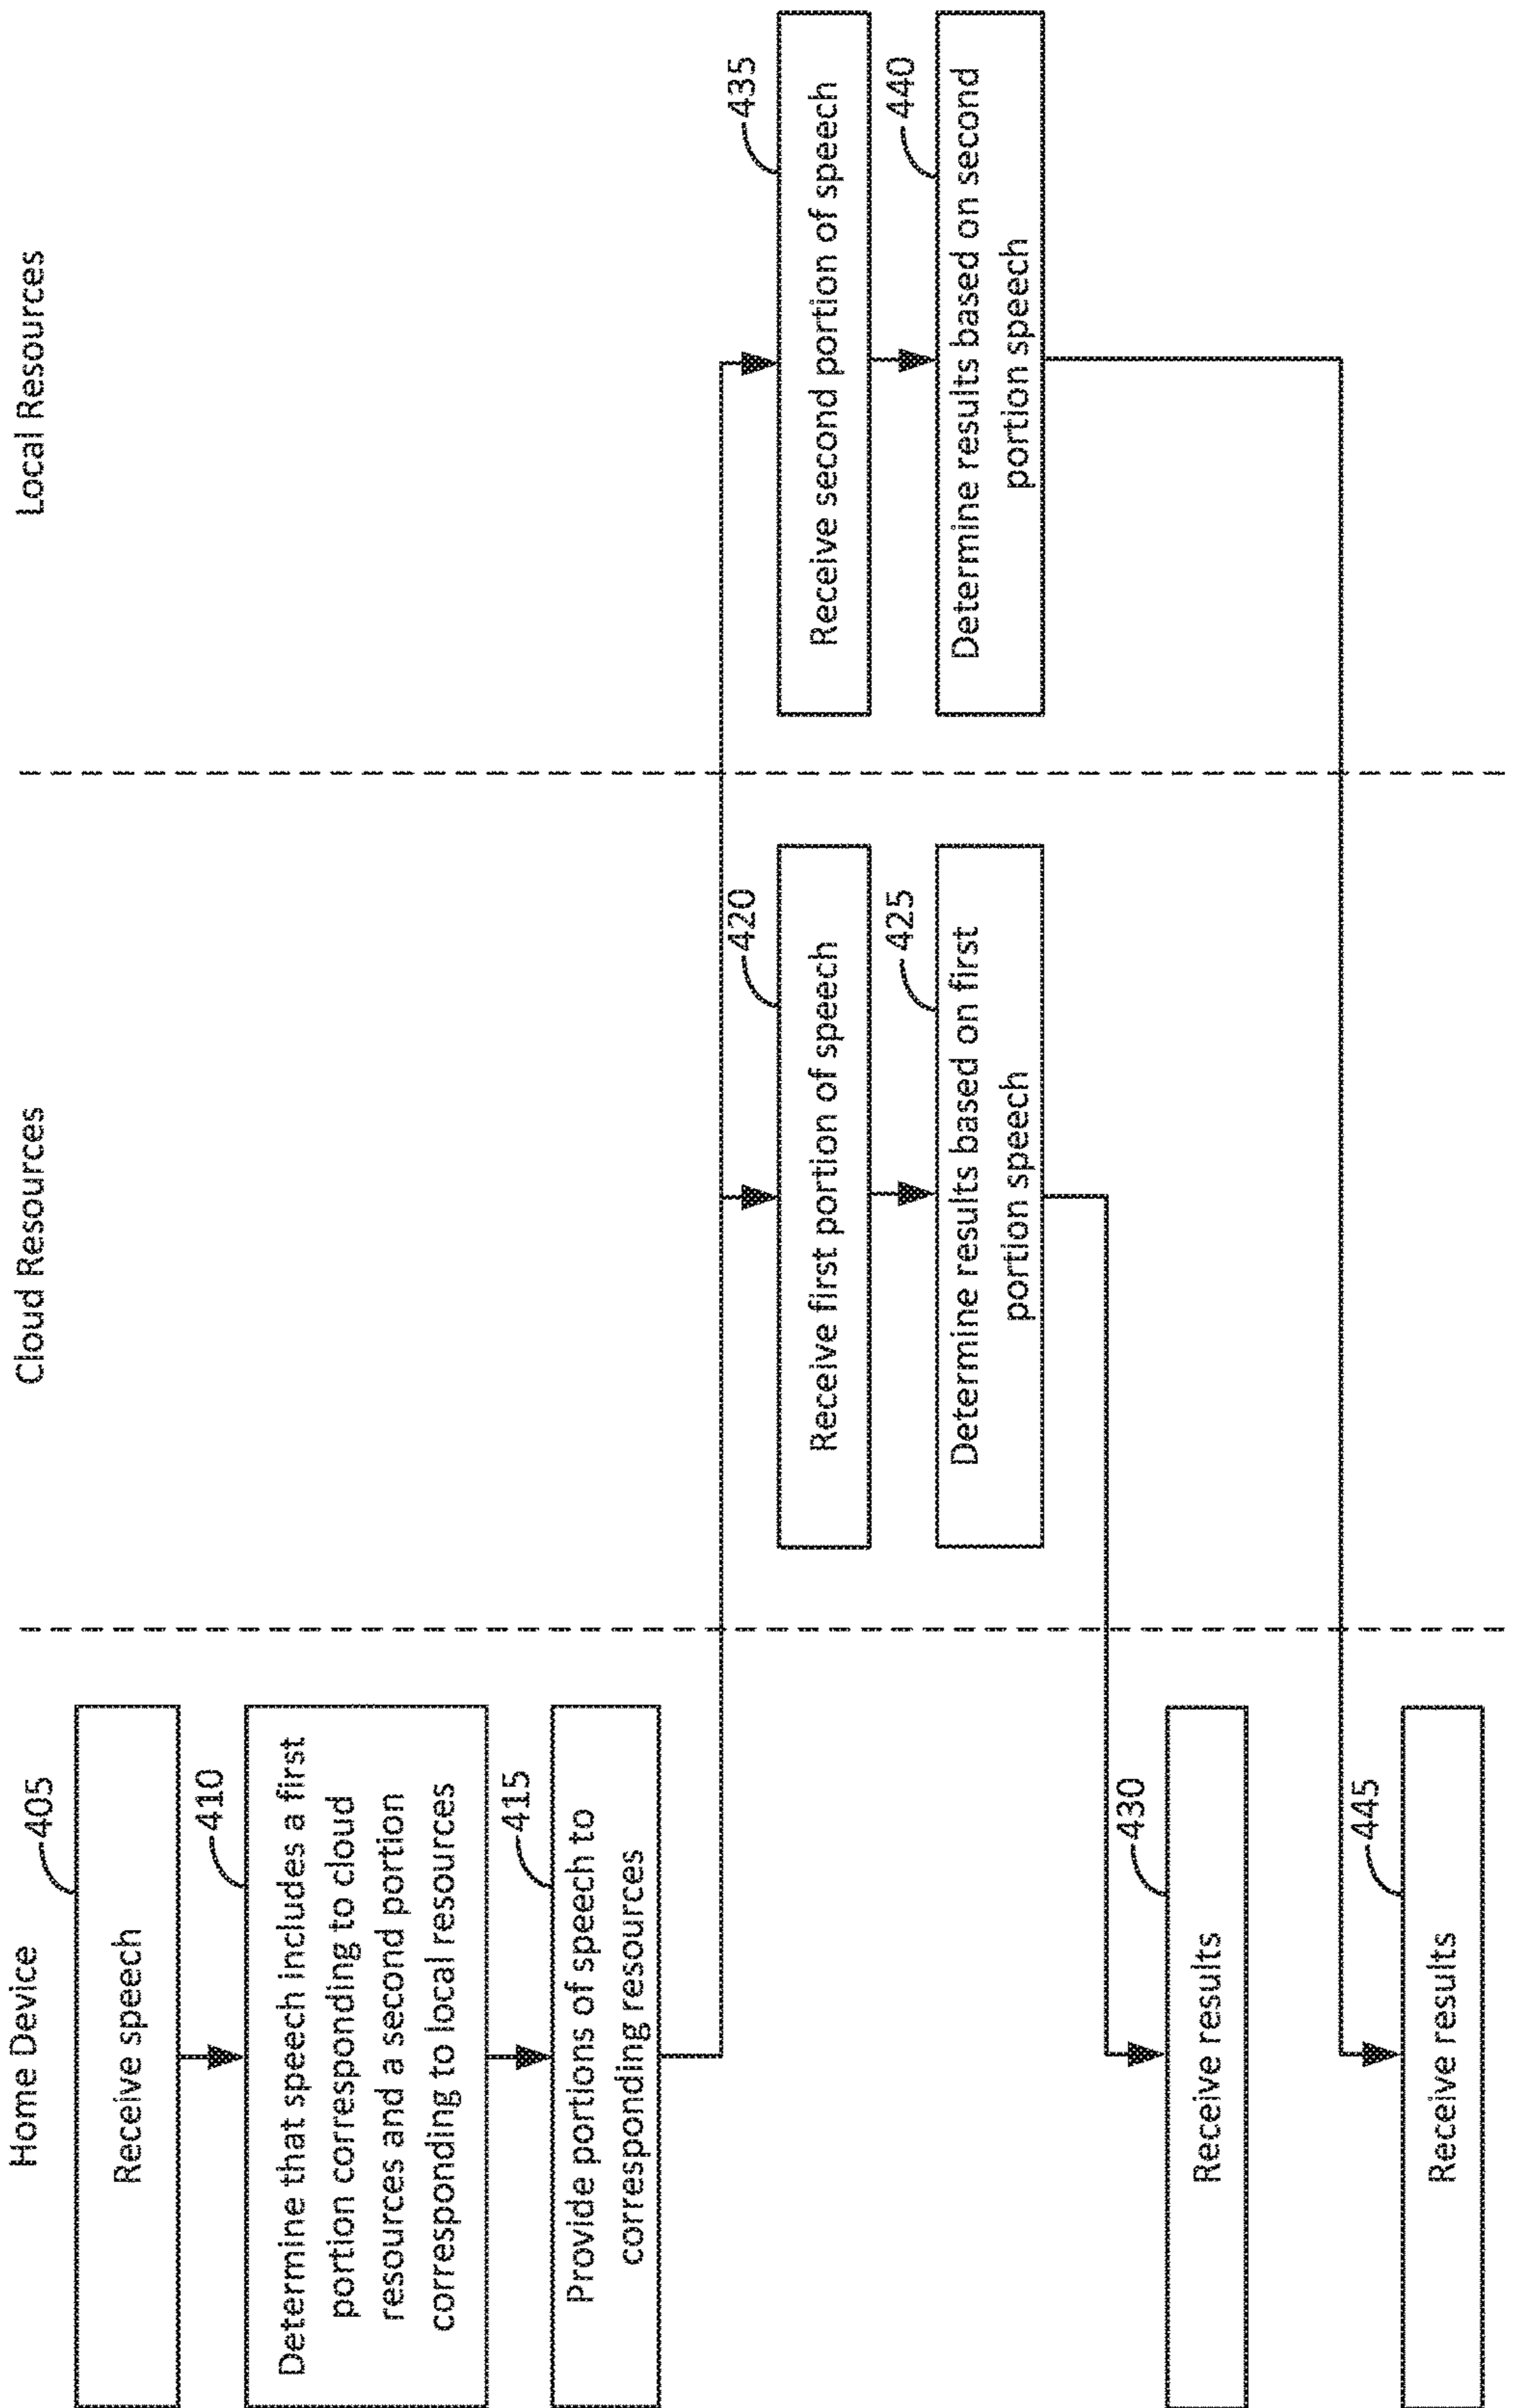 Home Device
405
Receive speech
410
Determine that speech includes a first
portion corresponding to cloud
resources and a second portion
corresponding to local resources
415
Provide portions of speech to
corresponding resources
430
Receive results
445
Receive results
Cloud Resources
420
Receive first portion of speech
425
Determine results based on first
portion speech
Local Resources
435
Receive second portion of speech
440
Determine results based on second
portion speech